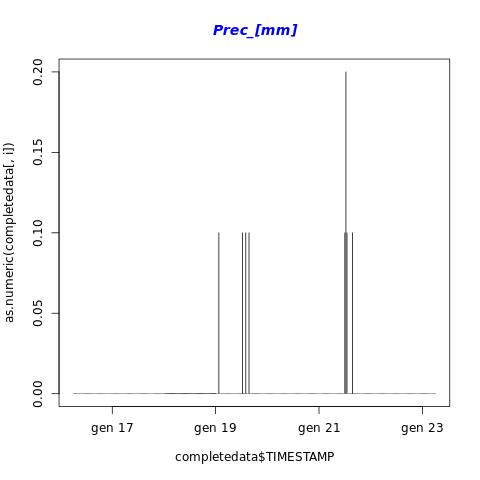 Prec_[mm]
0.20
0.15
0.10
0.05
0.00
as.numeric(completedata[, i])
gen 17 gen 19 gen 21 gen 23
completedata$TIMESTAMP